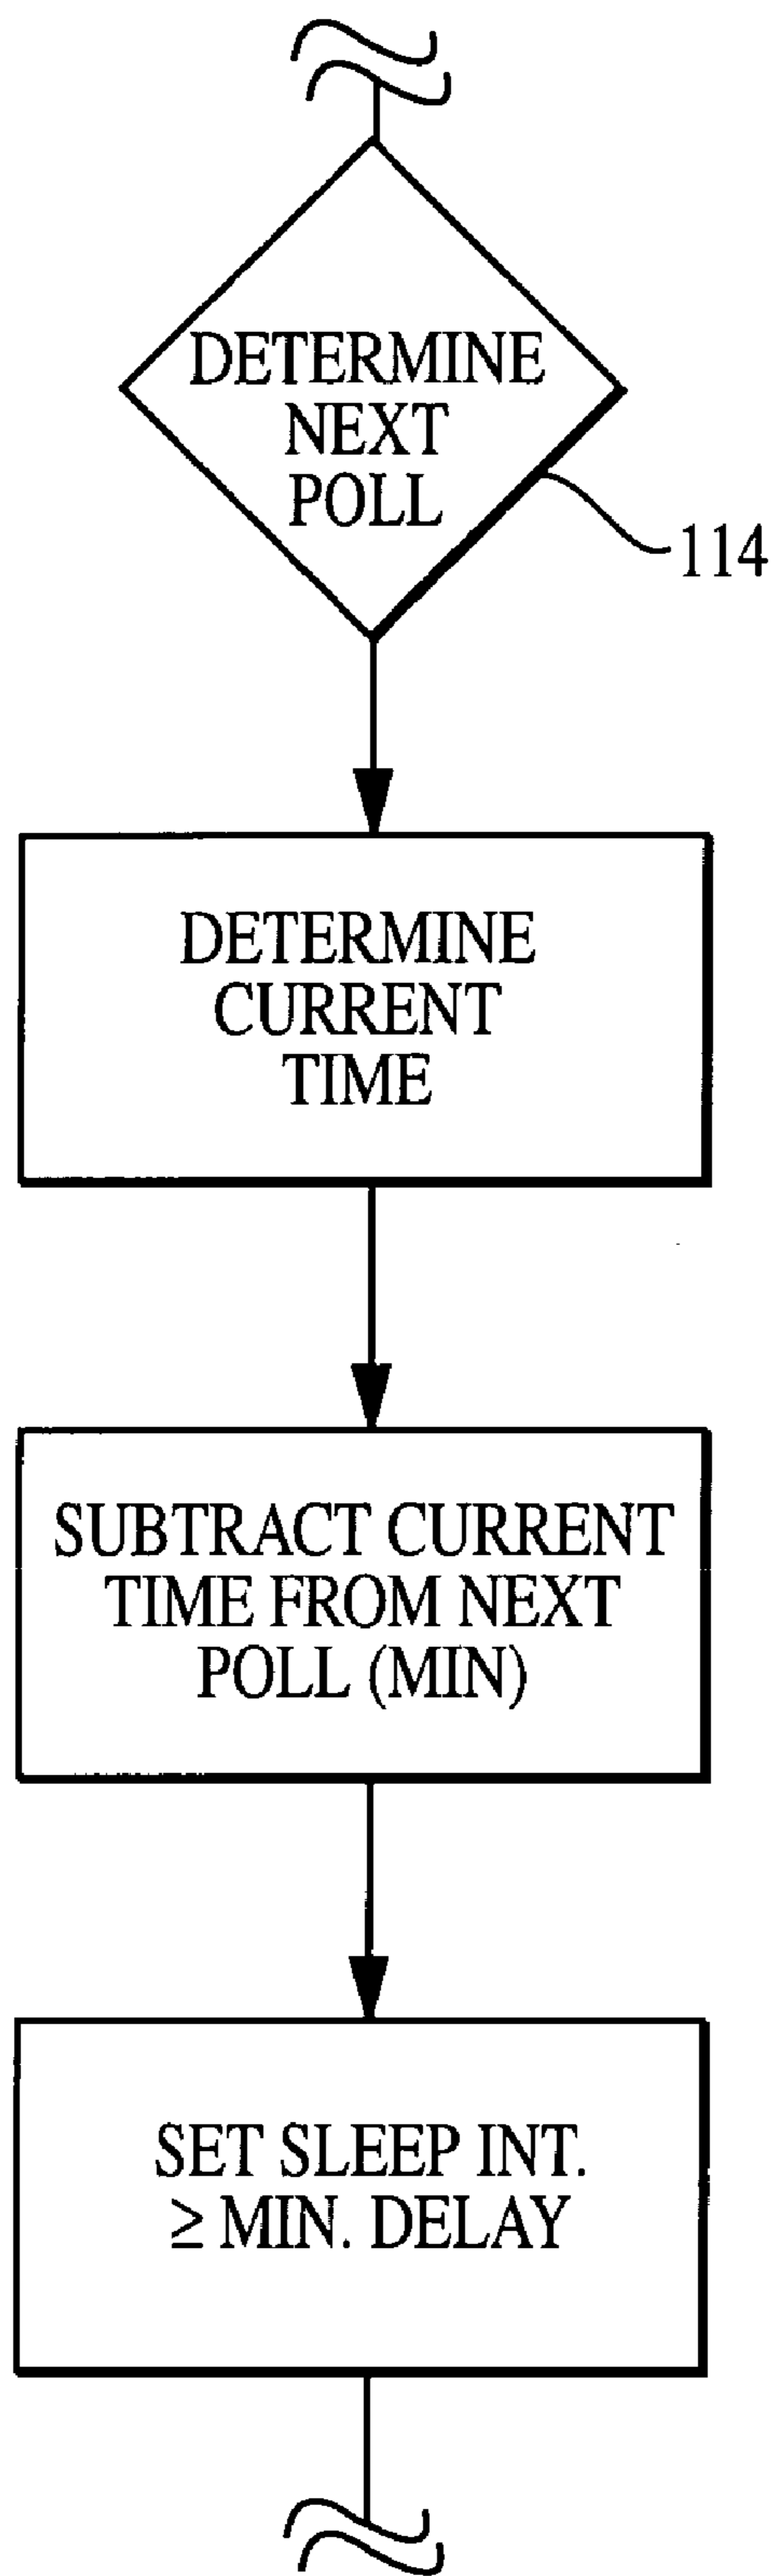 DETERMINE
NEXT
POLL
114
DETERMINE
CURRENT
TIME
SUBTRACT CURRENT
TIME FROM NEXT
POLL (MIN)
SET SLEEP INT.
≥ MIN. DELAY